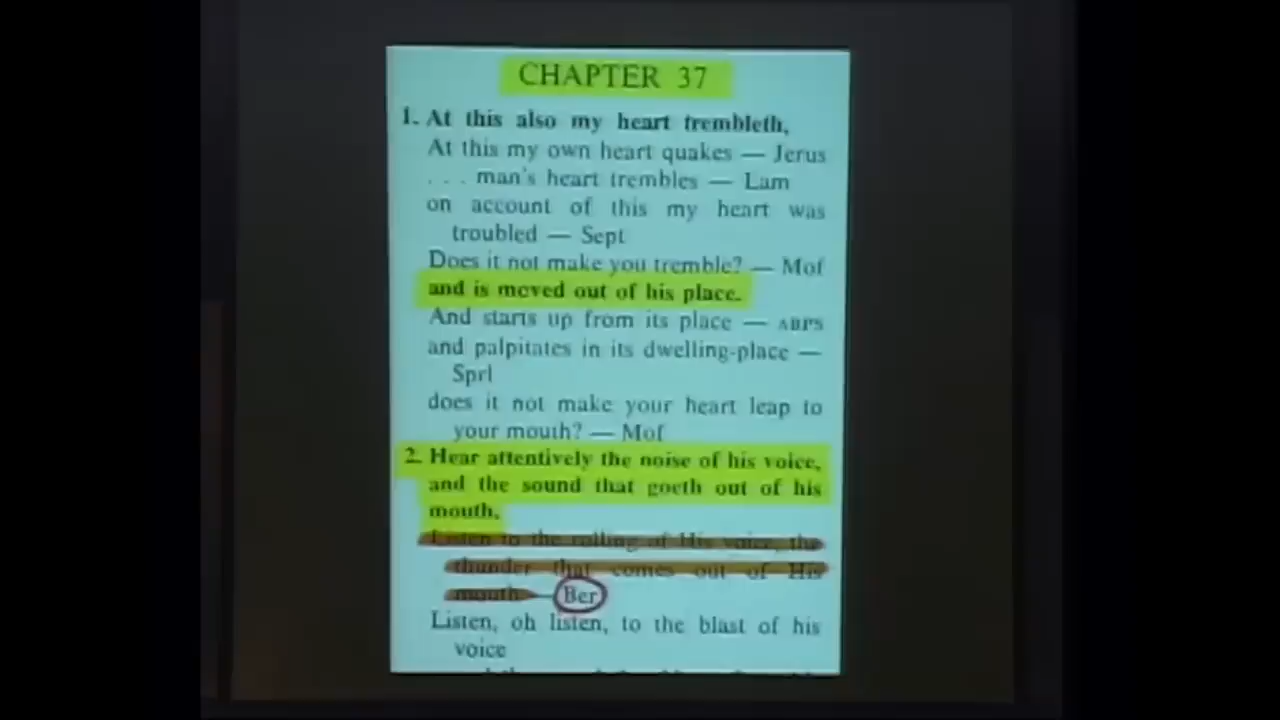 CHAPTER 37
1. At this also my heart trembleth,
At this my own heart quakes — Jerus
. . . man's heart trembles — Lam
on account of this my heart was
troubled — Sept
Does it not make you tremble? — Mof
and is moved out of his place.
And starts up from its place — ABPS
and palpitates in its dwelling-place —
Sprl
does it not make your heart leap to
your mouth? — Mof
2. Hear attentively the noise of his voice,
and the sound that goeth out of his
mouth.
Listen to the rolling of His voice, the
thunder that comes out of His
mouth — Ber
Listen, oh listen, to the blast of his
voice